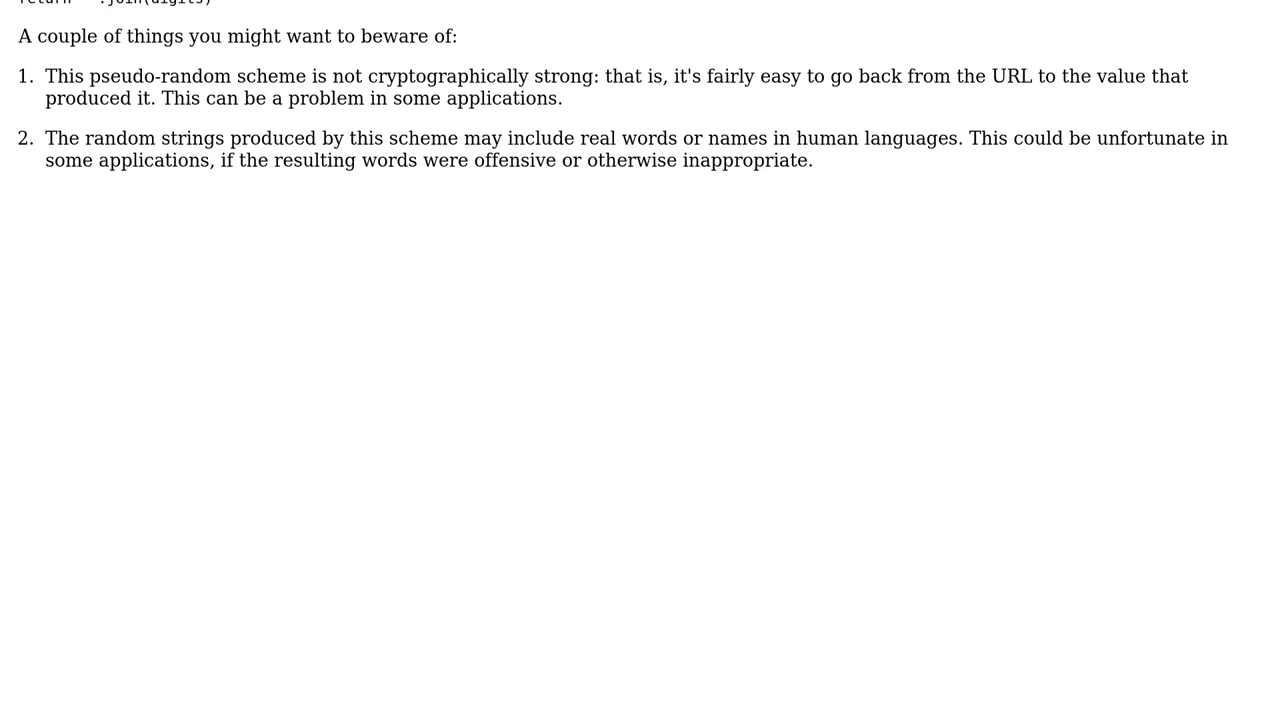 A couple of things you might want to beware of:
1. This pseudo-random scheme is not cryptographically strong: that is, it's fairly easy to go back from the URL to the value that
produced it. This can be a problem in some applications.
2. The random strings produced by this scheme may include real words or names in human languages. This could be unfortunate in
some applications, if the resulting words were offensive or otherwise inappropriate.